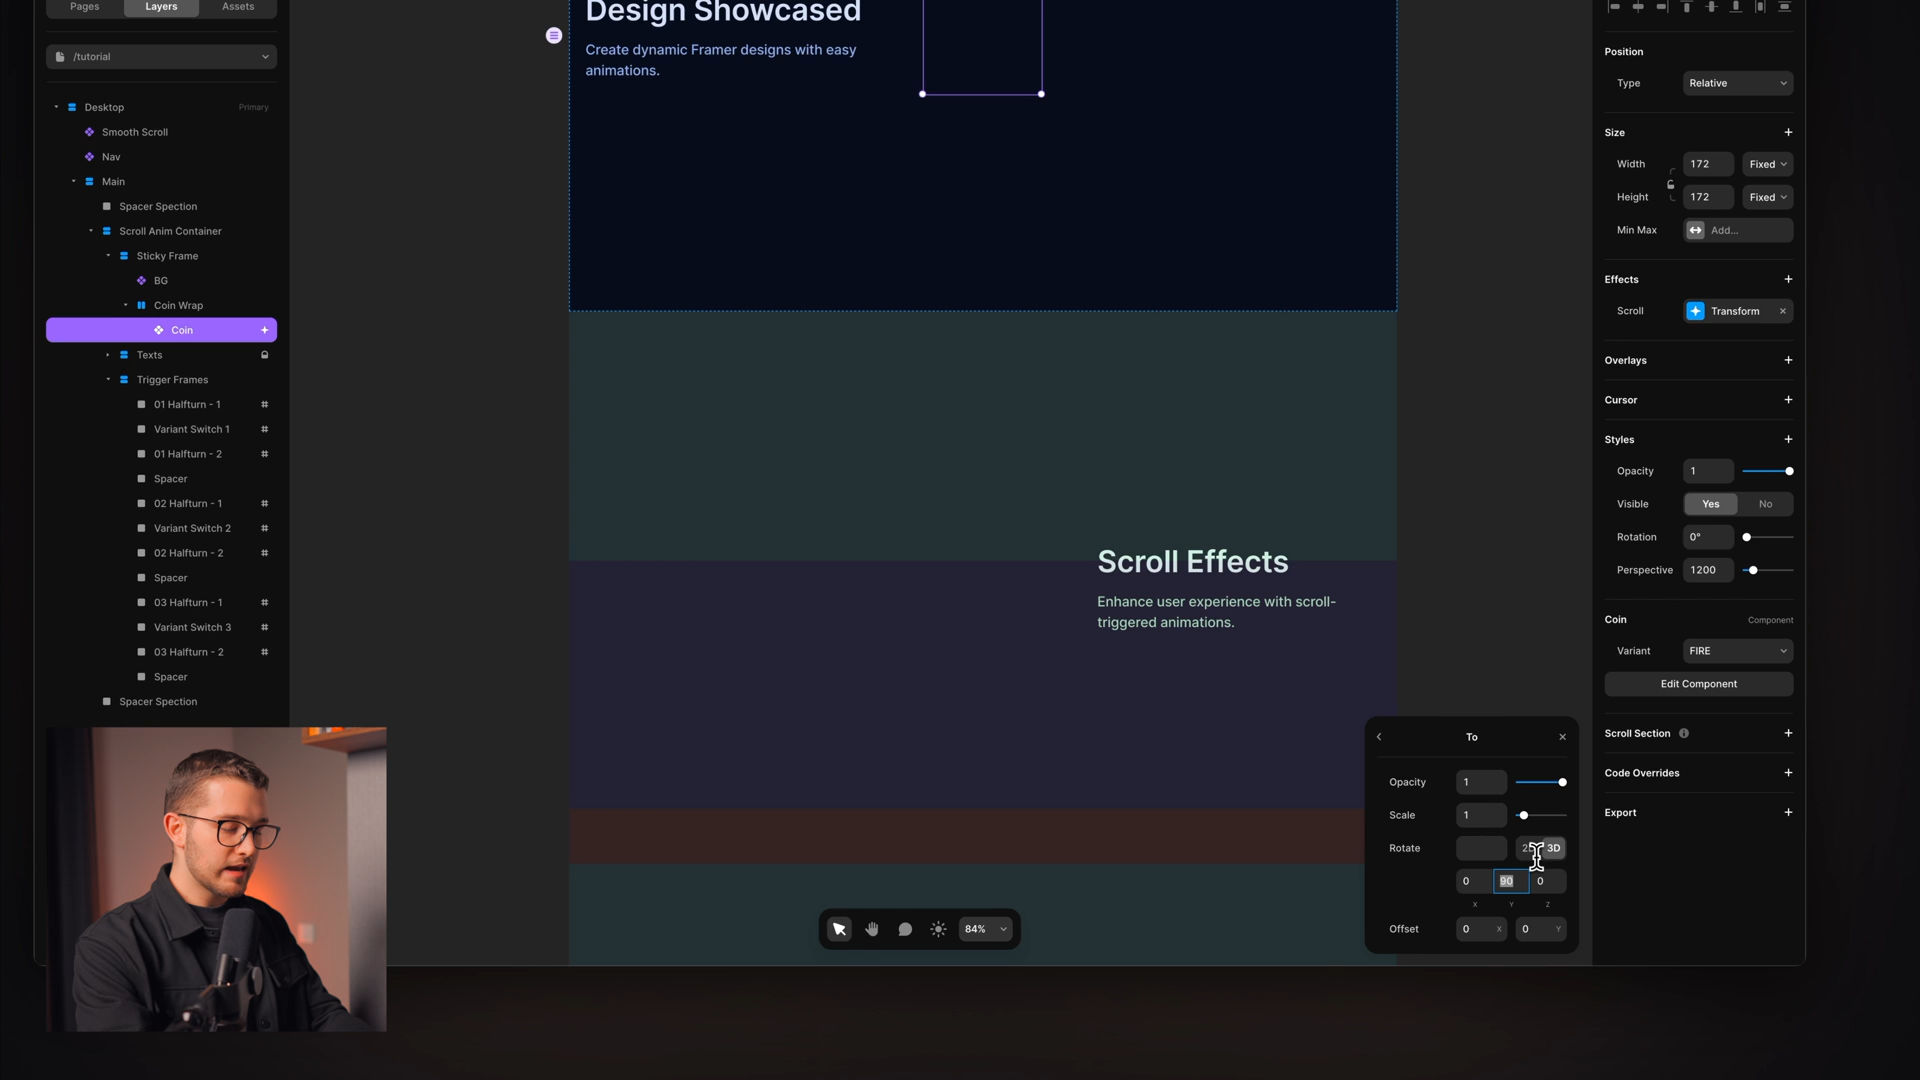 Pages Layers Assets
/tutorial
Desktop Primary
Smooth Scroll
Nav
Main
Spacer Spection
Scroll Anim Container
Sticky Frame
BG
Coin Wrap
Coin
Texts
Trigger Frames
01 Halfturn - 1
Variant Switch 1
01 Halfturn - 2
Spacer
02 Halfturn - 1
Variant Switch 2
02 Halfturn - 2
Spacer
03 Halfturn - 1
Variant Switch 3
03 Halfturn - 2
Spacer
Spacer Spection
Design Showcased
Create dynamic Framer designs with easy
animations.
Scroll Effects
Enhance user experience with scroll-
triggered animations.
84%
To
Opacity 1
Scale 1
Rotate 3D
0 90 0
X Y Z
Offset 0 X 0 Y
Position
Type Relative
Size
Width 172 Fixed
Height 172 Fixed
Min Max Add...
Effects
Scroll Transform
Overlays
Cursor
Styles
Opacity 1
Visible Yes No
Rotation 0°
Perspective 1200
Coin Component
Variant FIRE
Edit Component
Scroll Section
Code Overrides
Export